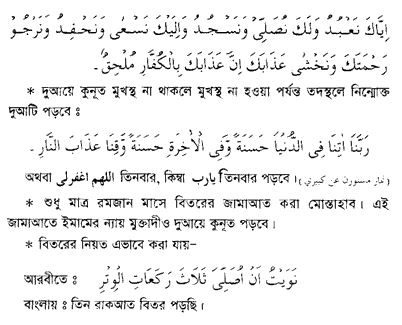 اِيَّاكَ نَعْبُدُ وَلَكَ نُصَلِّىْ وَنَسْجُدُ وَاِلَيْكَ نَسْعٰى وَنَحْفِدُ وَنَرْجُوْ
رَحْمَتَكَ وَنَخْشٰى عَذَابَكَ اِنَّ عَذَابَكَ بِالْكُفَّارِ مُلْحِقٌ۔
* দুআয়ে কুনূত মুখস্থ না থাকলে মুখস্থ না হওয়া পর্যন্ত তদস্থলে নিম্নোক্ত
দুআটি পড়বে ঃ
رَبَّنَا اٰتِنَا فِى الدُّنْيَا حَسَنَةً وَّفِى الْاٰخِرَةِ حَسَنَةً وَّقِنَا عَذَابَ النَّارِ ۔
অথবা اللهم اغفرلى তিনবার, কিম্বা يارب তিনবার পড়বে। (نماز مسنون عن كبيرى)
* শুধু মাত্র রমজান মাসে বিতরের জামাআত করা মোস্তাহাব। এই
জামাআতে ইমামের ন্যায় মুক্তাদীও দুআয়ে কুনূত পড়বে।
* বিতরের নিয়ত এভাবে করা যায়–
আরবীতে ঃ نَوَيْتُ اَنْ اُصَلِّىَ ثَلَاثَ رَكَعَاتِ الْوِتْرِ
বাংলায় ঃ তিন রাকআত বিতর পড়ছি।